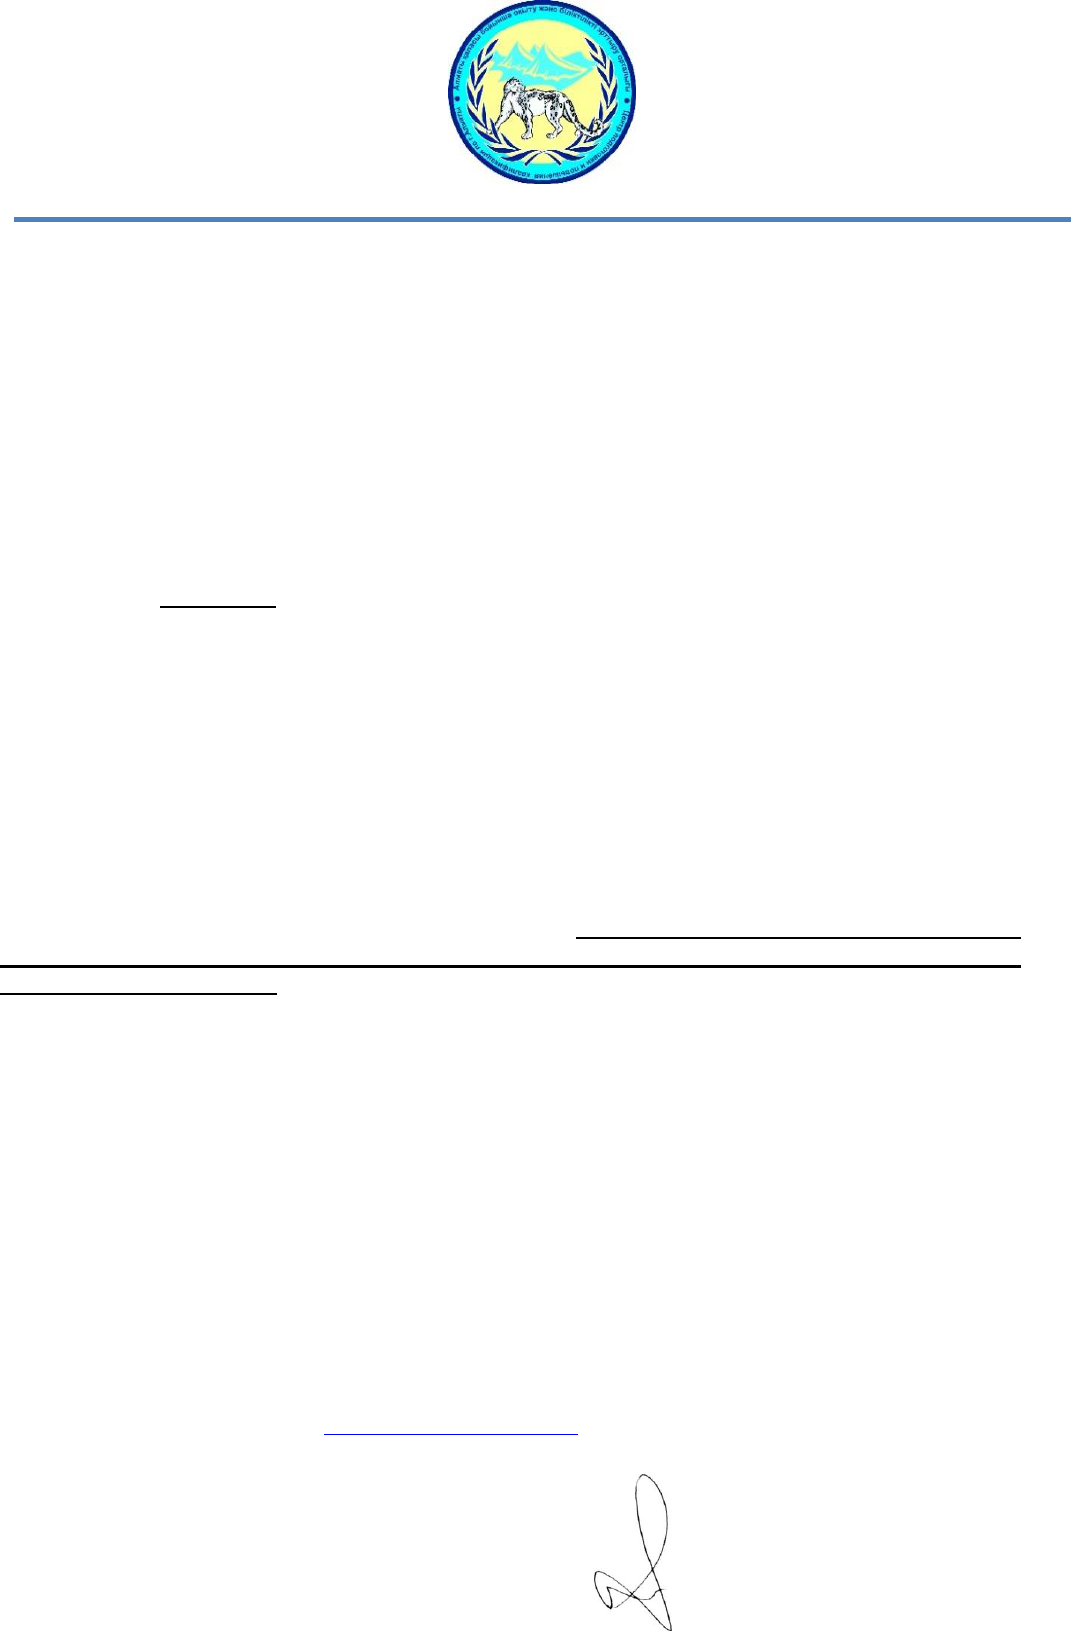 Алматы қаласы бойынша оқыту және біліктілікті арттыру орталығы
Центр подготовки и повышения квалификации по г.Алматы